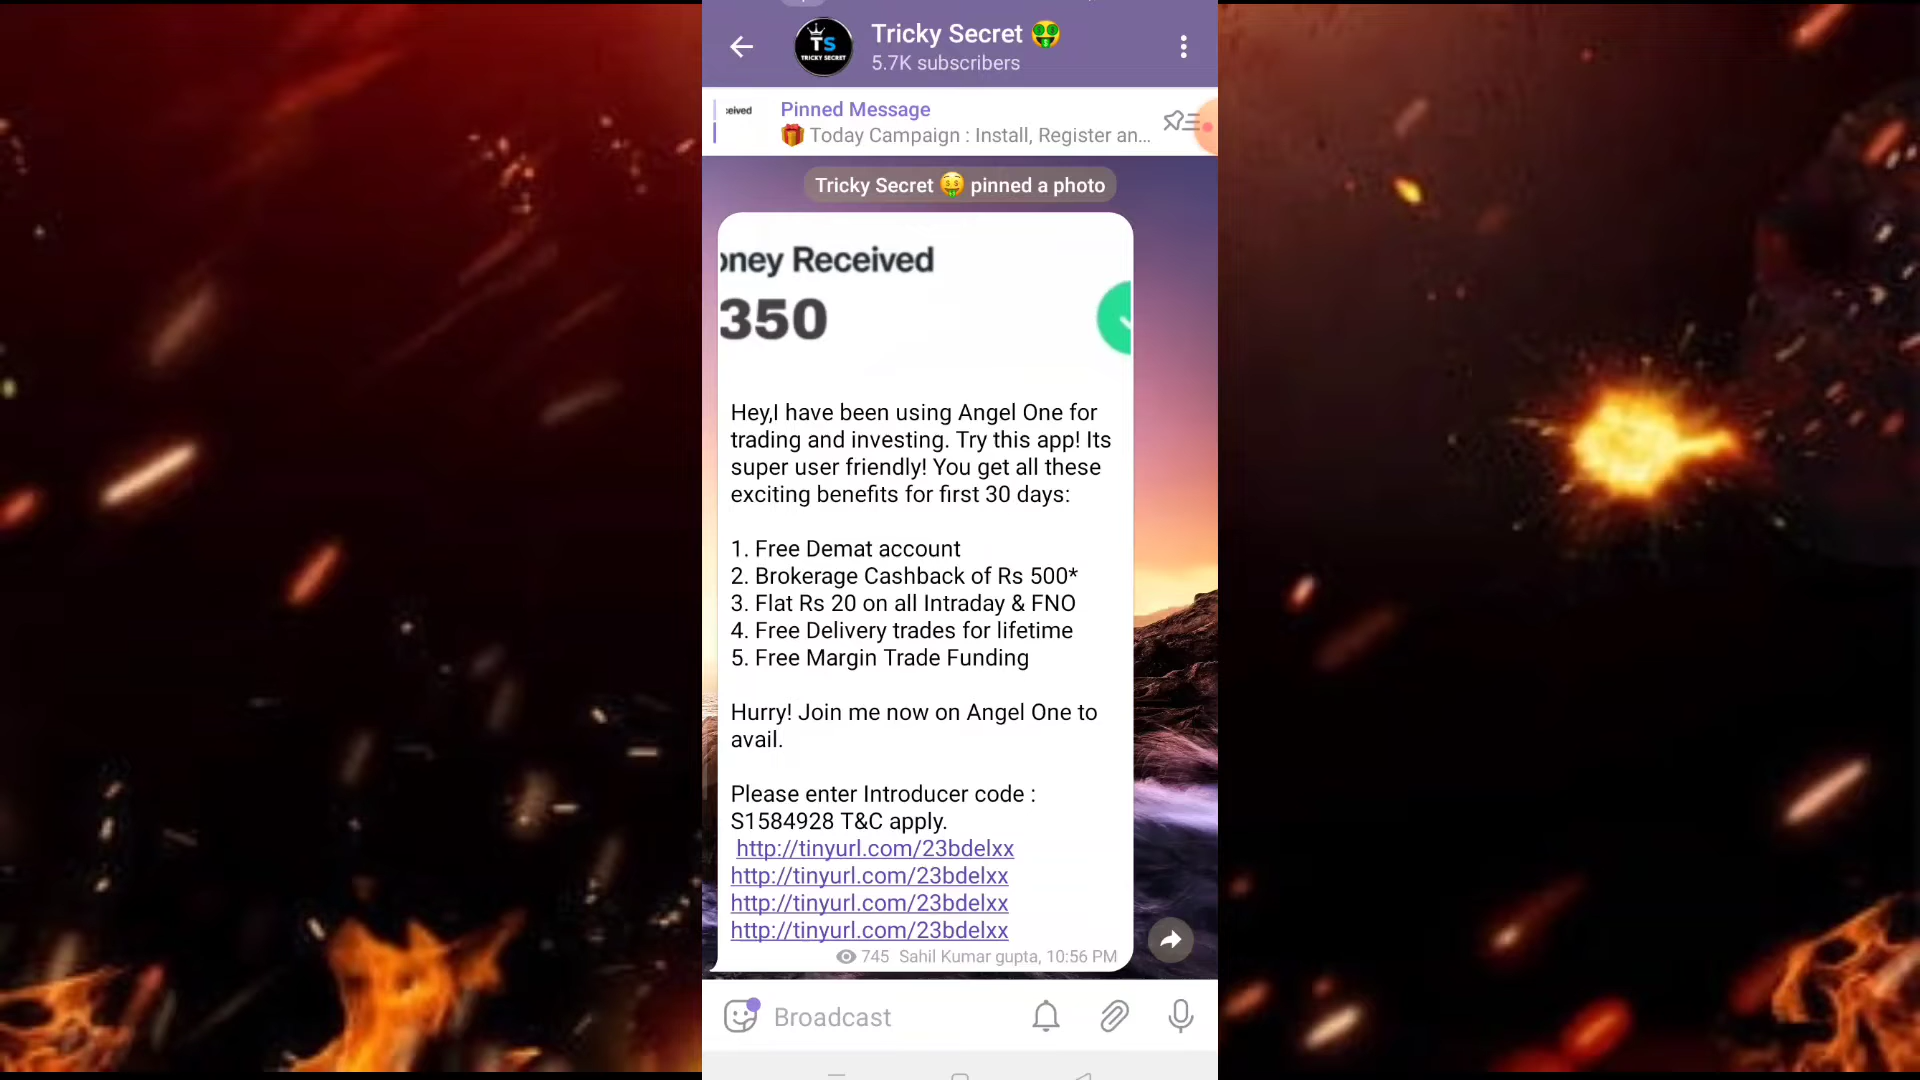 TS
TRICKY SECRET
Tricky Secret 🤑
5.7K subscribers
eived
Pinned Message
🎁 Today Campaign : Install, Register an...
Tricky Secret 🤑 pinned a photo
oney Received
350
Hey,I have been using Angel One for
trading and investing. Try this app! Its
super user friendly! You get all these
exciting benefits for first 30 days:
1. Free Demat account
2. Brokerage Cashback of Rs 500*
3. Flat Rs 20 on all Intraday & FNO
4. Free Delivery trades for lifetime
5. Free Margin Trade Funding
Hurry! Join me now on Angel One to
avail.
Please enter Introducer code :
S1584928 T&C apply.
http://tinyurl.com/23bdelxx
http://tinyurl.com/23bdelxx
http://tinyurl.com/23bdelxx
http://tinyurl.com/23bdelxx
745 Sahil Kumar gupta, 10:56 PM
Broadcast